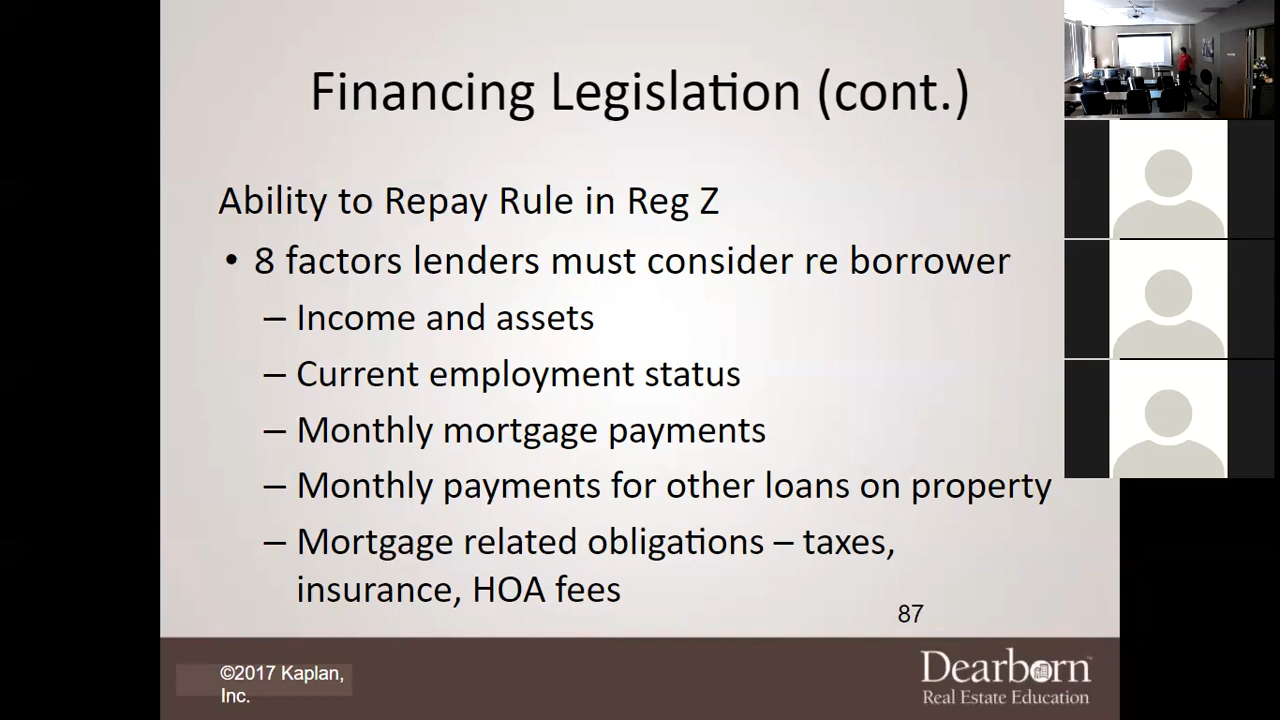 Financing Legislation (cont.)
Ability to Repay Rule in Reg Z
• 8 factors lenders must consider re borrower
– Income and assets
– Current employment status
– Monthly mortgage payments
– Monthly payments for other loans on property
– Mortgage related obligations – taxes,
insurance, HOA fees
87
©2017 Kaplan,
Inc.
Dearborn™
Real Estate Education